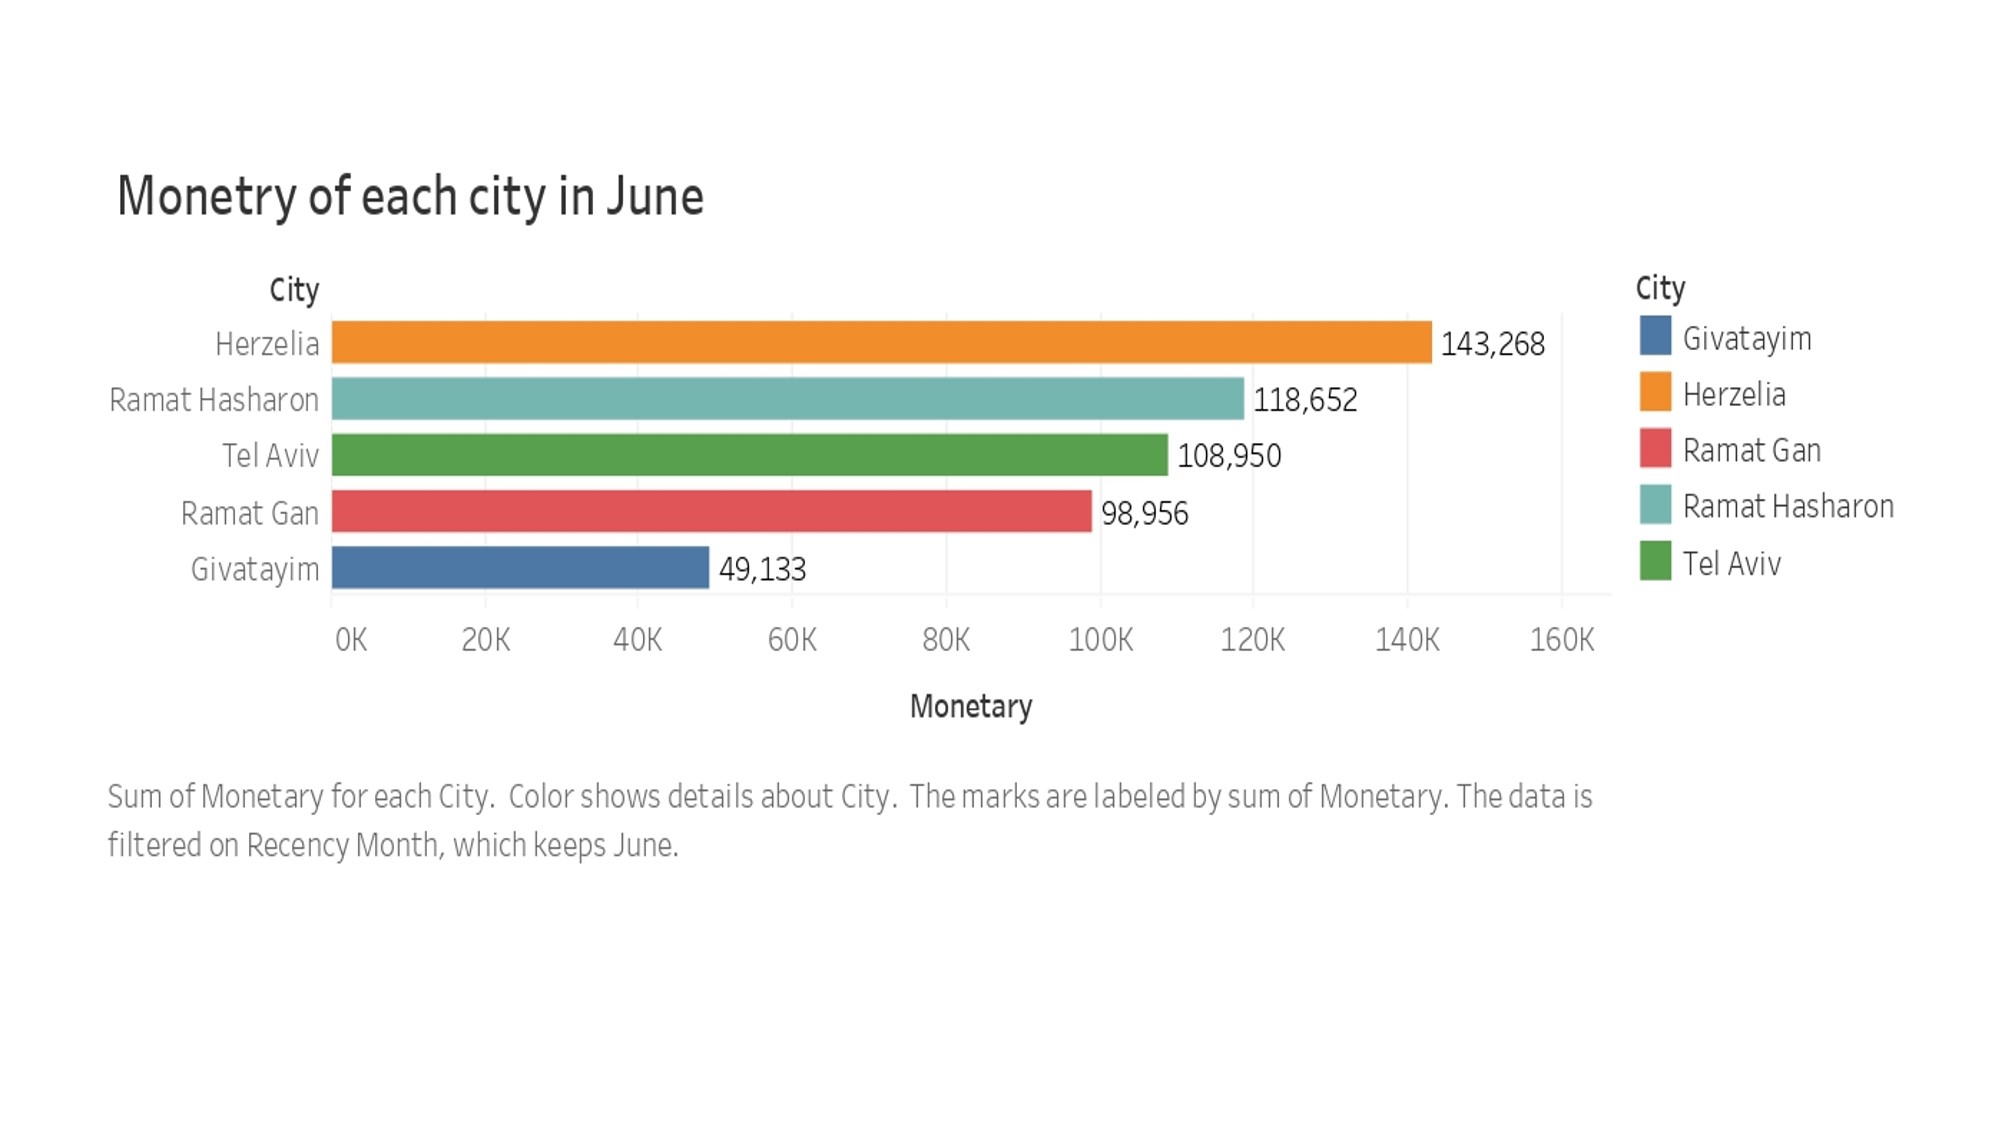 Monetry of each city in June
City
Herzelia 143,268
Ramat Hasharon 118,652
Tel Aviv 108,950
Ramat Gan 98,956
Givatayim 49,133
0K 20K 40K 60K 80K 100K 120K 140K 160K
Monetary
City
Givatayim
Herzelia
Ramat Gan
Ramat Hasharon
Tel Aviv
Sum of Monetary for each City.  Color shows details about City.  The marks are labeled by sum of Monetary. The data is
filtered on Recency Month, which keeps June.